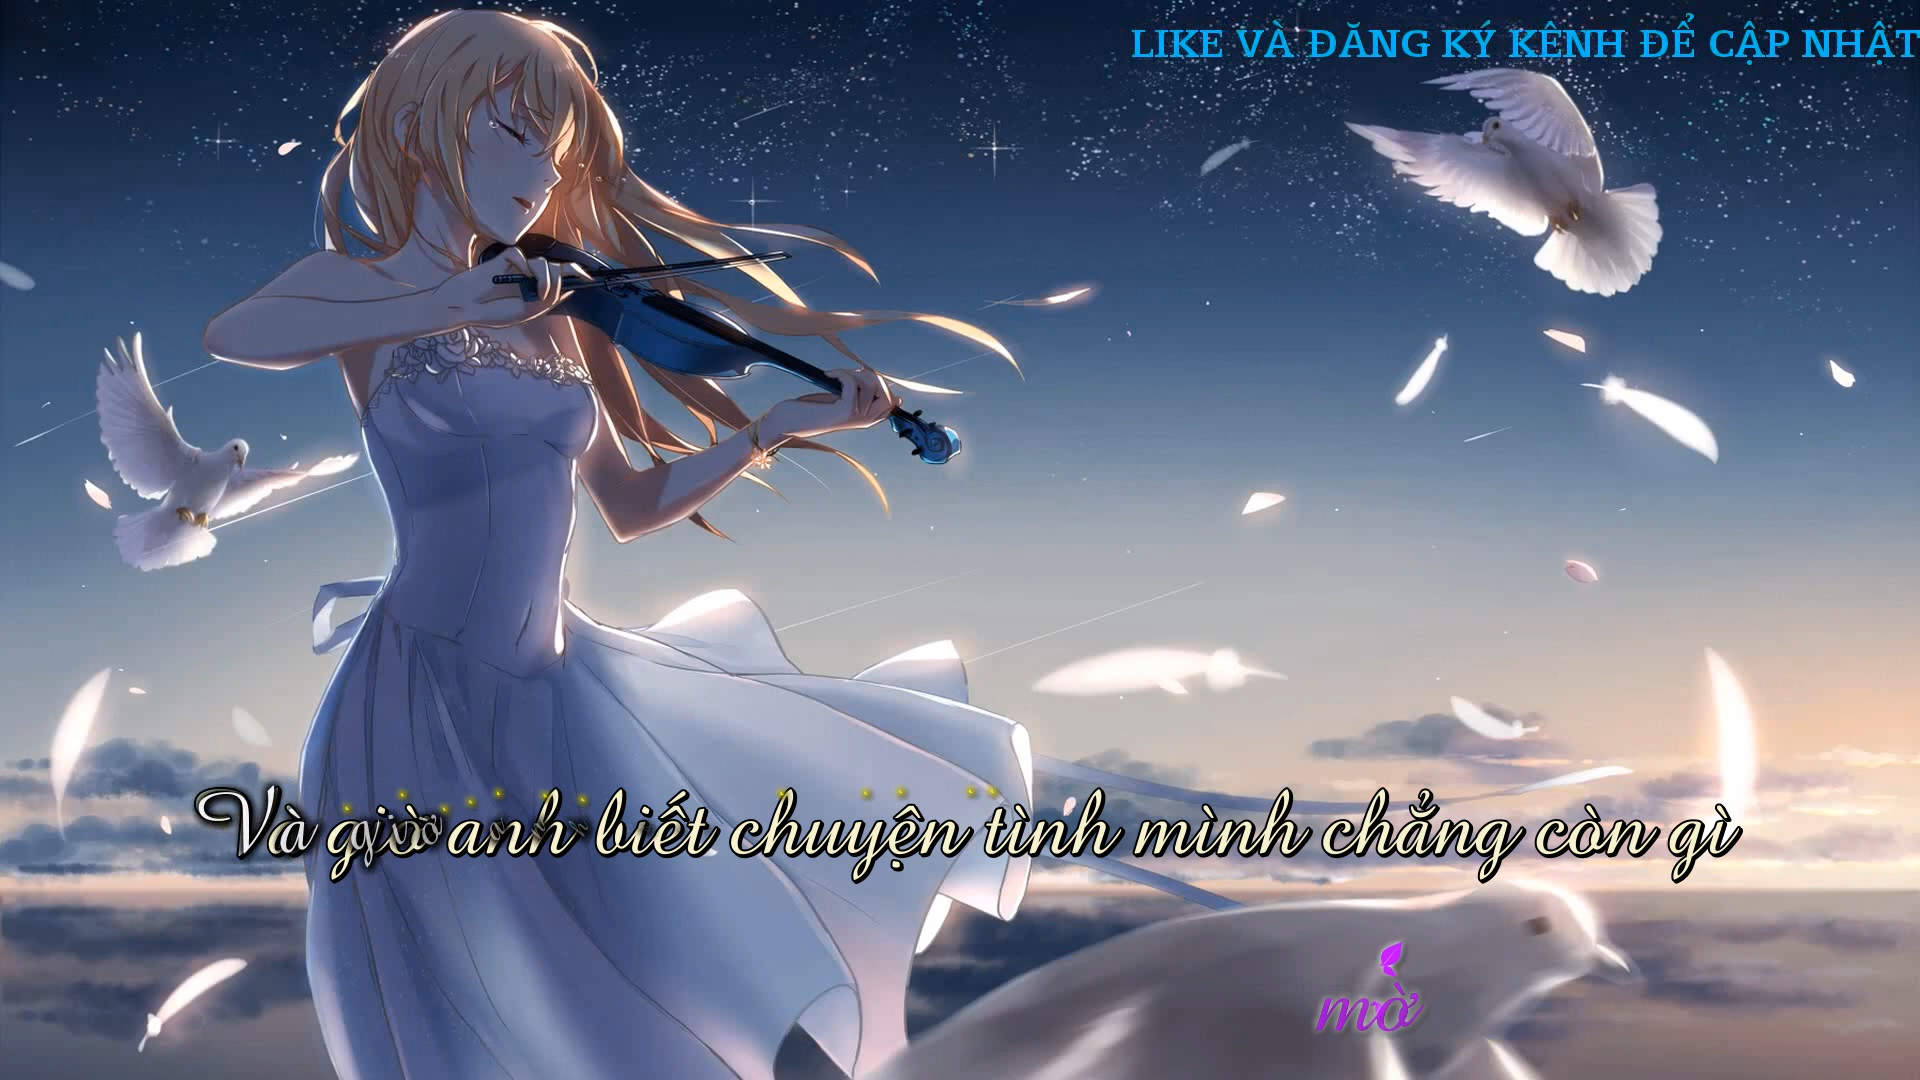 LIKE VÀ ĐĂNG KÝ KÊNH ĐỂ CẬP NHẬT
Và giờ anh biết chuyện tình mình chẳng còn gì
mờ